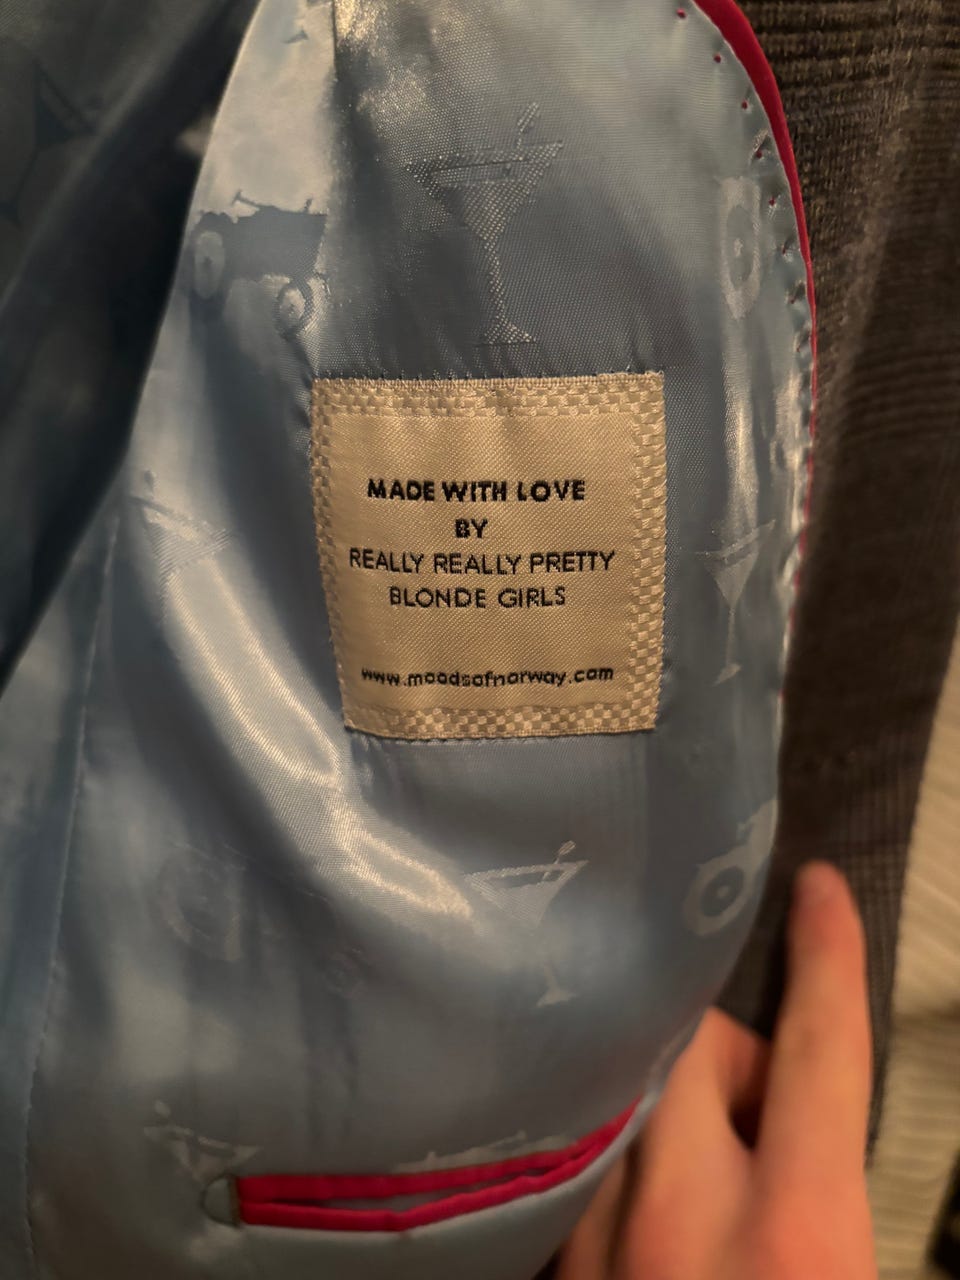 MADE WITH LOVE
BY
REALLY REALLY PRETTY
BLONDE GIRLS
www.moodsofnorway.com